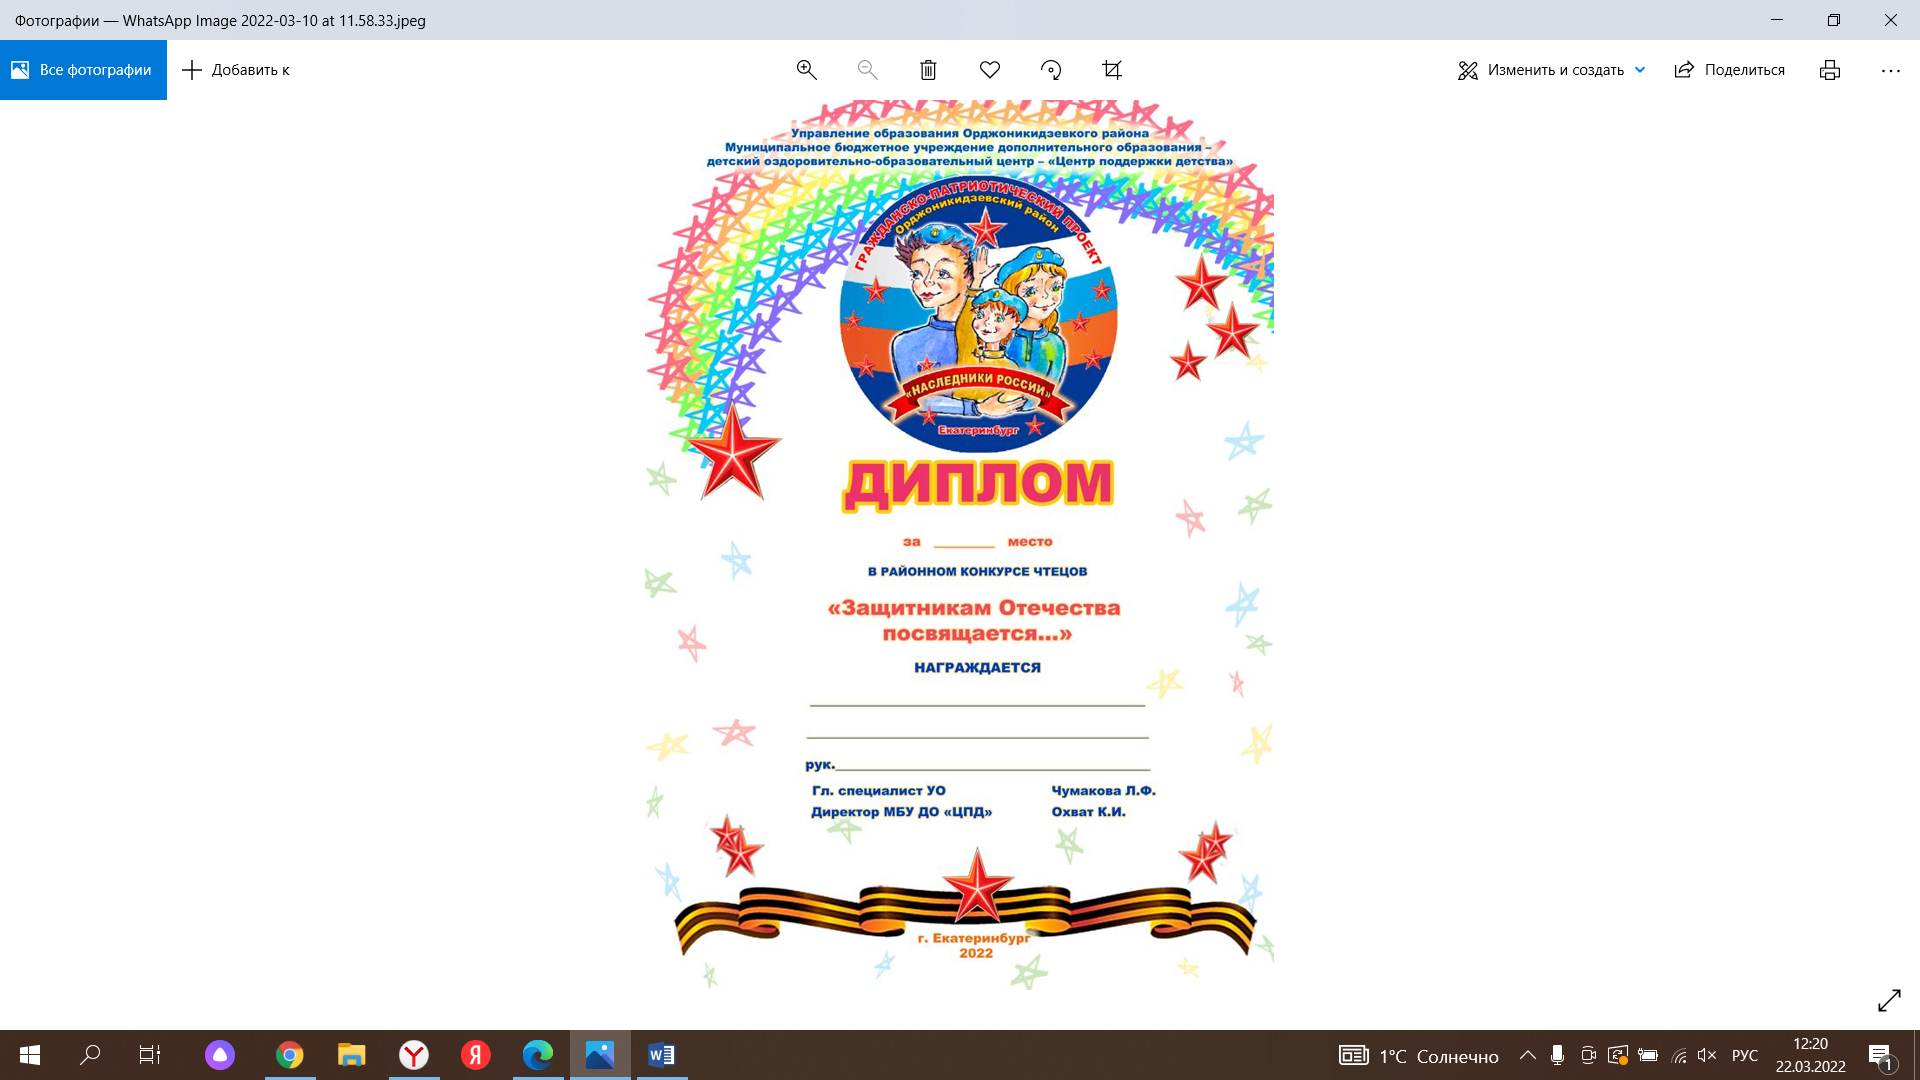 Фотографии — WhatsApp Image 2022-03-10 at 11.58.33.jpeg
Все фотографии
Добавить к
Изменить и создать
Поделиться
Управление образования Орджоникидзевкого района
Муниципальное бюджетное учреждение дополнительного образования –
детский оздоровительно-образовательный центр – «Центр поддержки детства»
ГРАЖДАНСКО-ПАТРИОТИЧЕСКИЙ ПРОЕКТ
Орджоникидзевский район
«НАСЛЕДНИКИ РОССИИ»
Екатеринбург
ДИПЛОМ
за ________ место
В РАЙОННОМ КОНКУРСЕ ЧТЕЦОВ
«Защитникам Отечества
посвящается...»
НАГРАЖДАЕТСЯ
рук.
Гл. специалист УО Чумакова Л.Ф.
Директор МБУ ДО «ЦПД» Охват К.И.
г. Екатеринбург
2022
1°C Солнечно
РУС
12:20
22.03.2022
1